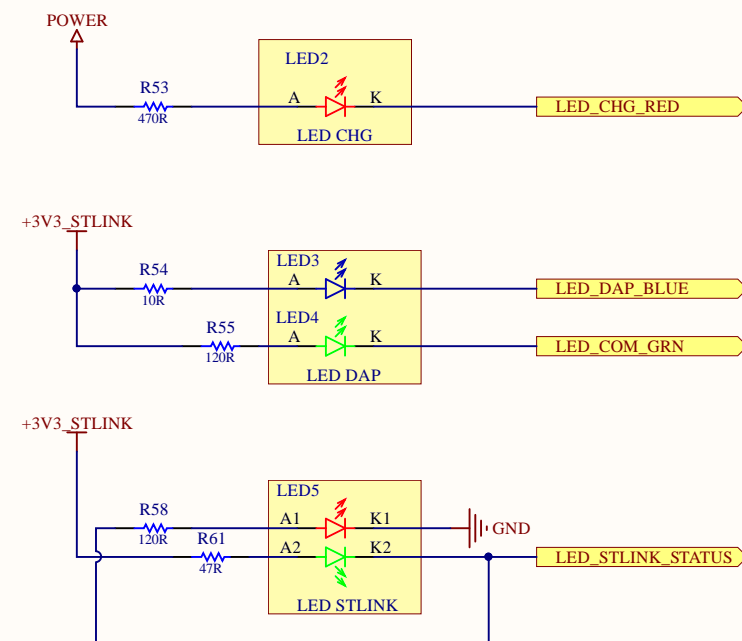 POWER
LED2
R53
A
K
LED_CHG_RED
470R
LED CHG
+3V3_STLINK
LED3
R54
A
K
LED_DAP_BLUE
10R
LED4
R55
A
K
LED_COM_GRN
120R
LED DAP
+3V3_STLINK
LED5
R58
A1
K1
GND
120R
R61
A2
K2
LED_STLINK_STATUS
47R
LED STLINK